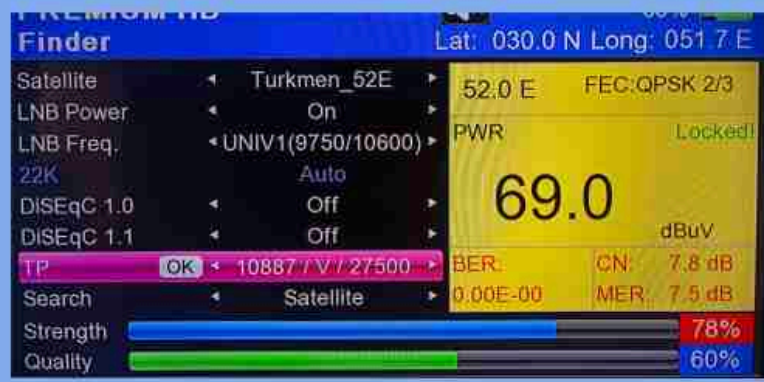 PREMIUM HD
Finder
Lat: 030.0 N Long: 051.7 E
Satellite Turkmen_52E
LNB Power On
LNB Freq. UNIV1(9750/10600)
22K Auto
DiSEqC 1.0 Off
DiSEqC 1.1 Off
TP OK 10887 / V / 27500
Search Satellite
52.0 E FEC:QPSK 2/3
PWR Locked!
69.0
dBuV
BER: CN: 7.8 dB
0.00E-00 MER: 7.5 dB
Strength 78%
Quality 60%